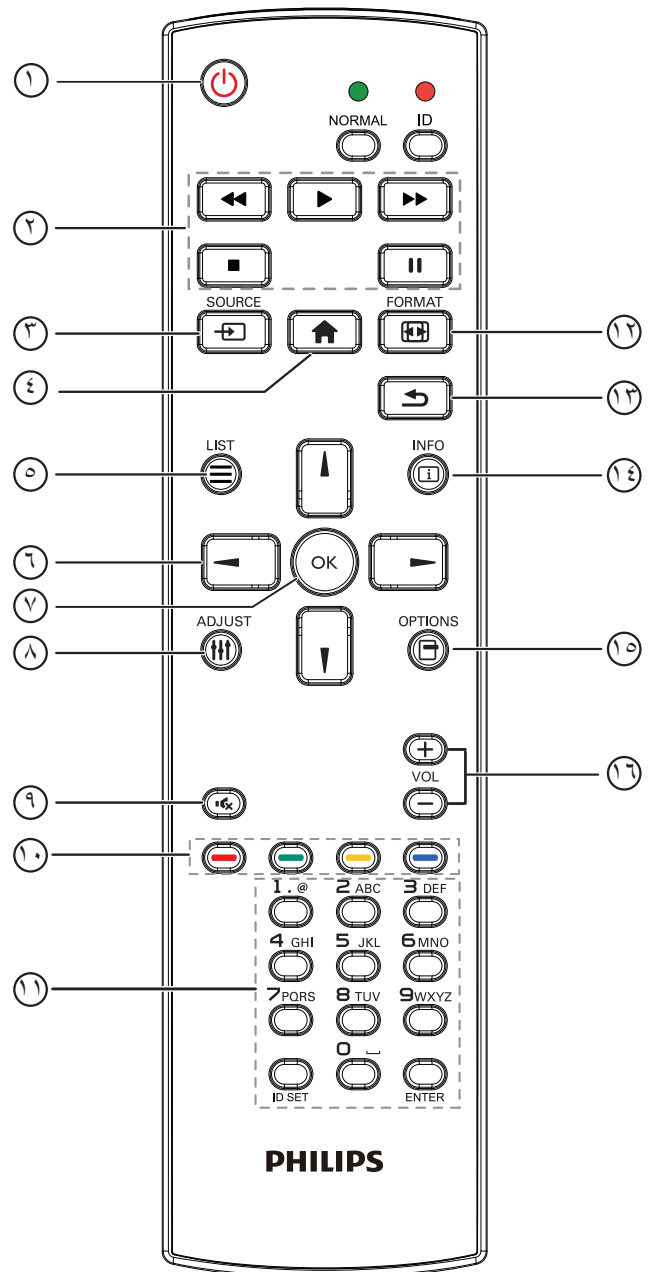 ١
NORMAL ID
٢
SOURCE FORMAT
٣ ١٢
٤
١٣
LIST INFO
٥ i ١٤
٦ OK
٧
ADJUST OPTIONS
٨ ١٥
+
VOL ١٦
٩ −
١٠
1 . @ 2 ABC 3 DEF
4 GHI 5 JKL 6 MNO
١١
7 PQRS 8 TUV 9 WXYZ
0 ⎵
ID SET ENTER
PHILIPS